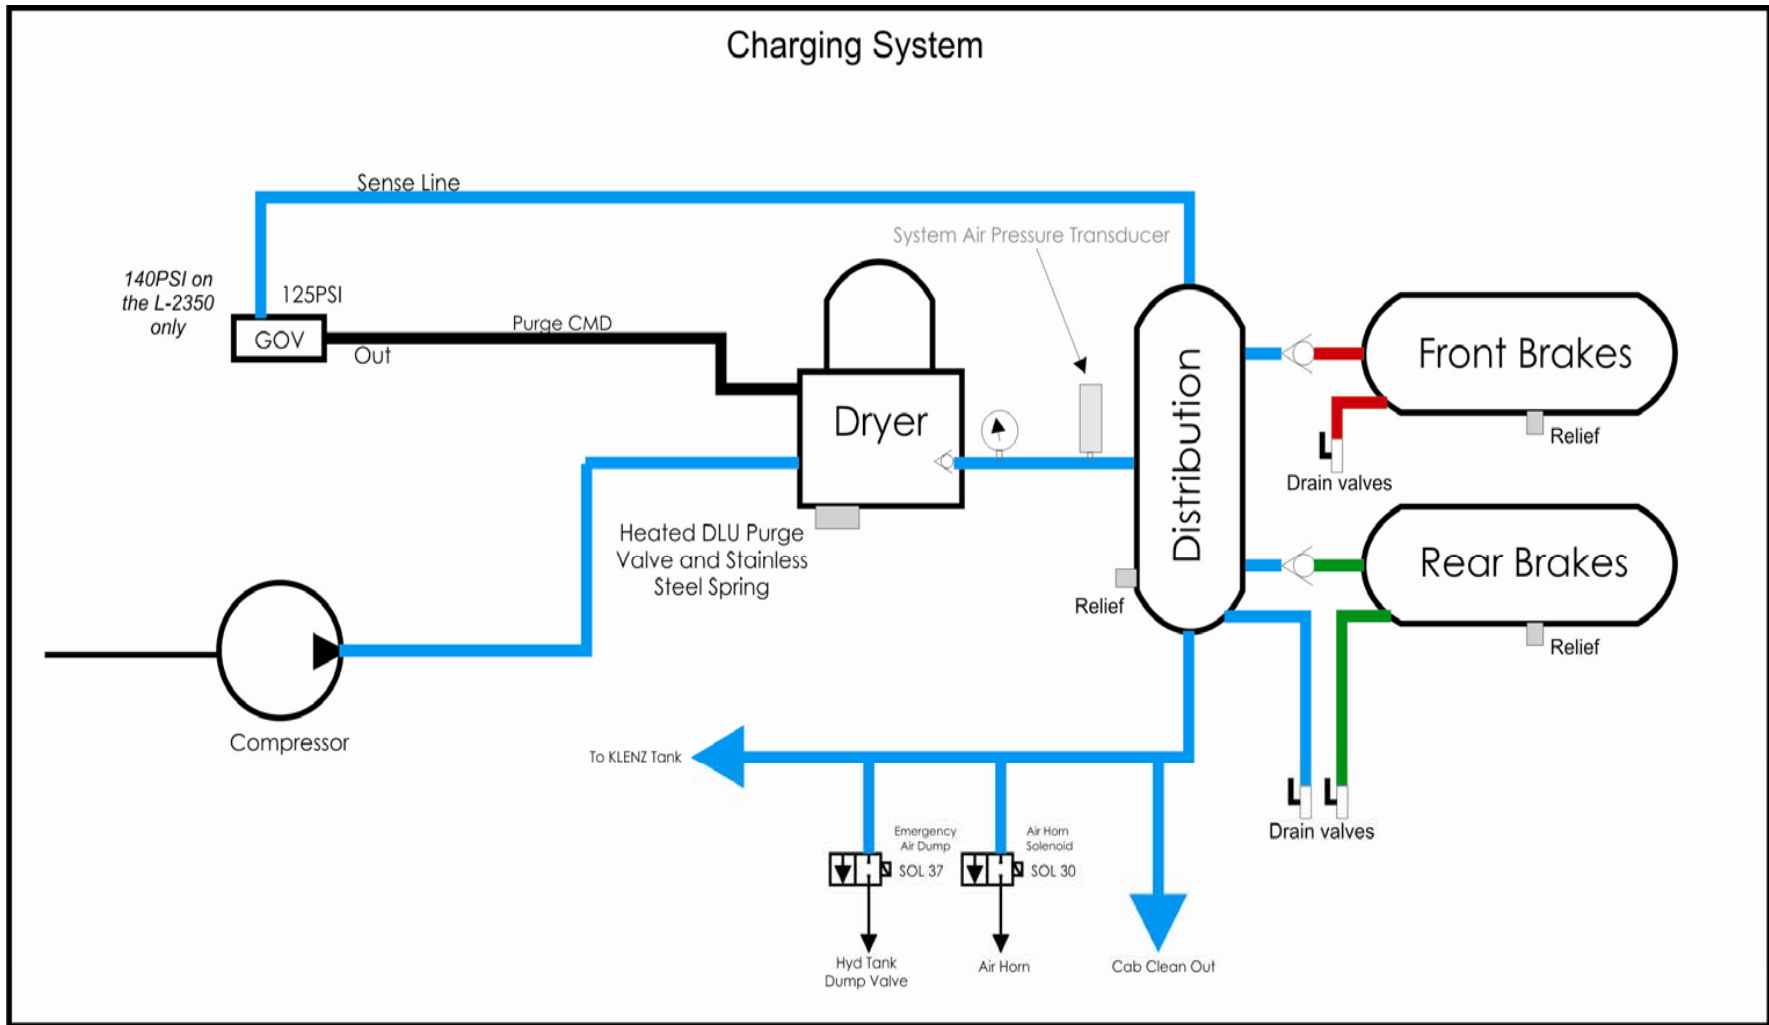 Charging System
Sense Line
System Air Pressure Transducer
140PSI on
the L-2350
only
125PSI
GOV
Out
Purge CMD
Dryer
Distribution
Front Brakes
Relief
Drain valves
Heated DLU Purge
Valve and Stainless
Steel Spring
Rear Brakes
Relief
Relief
Compressor
To KLENZ Tank
Drain valves
Emergency
Air Dump
SOL 37
Air Horn
Solenoid
SOL 30
Hyd Tank
Dump Valve
Air Horn
Cab Clean Out